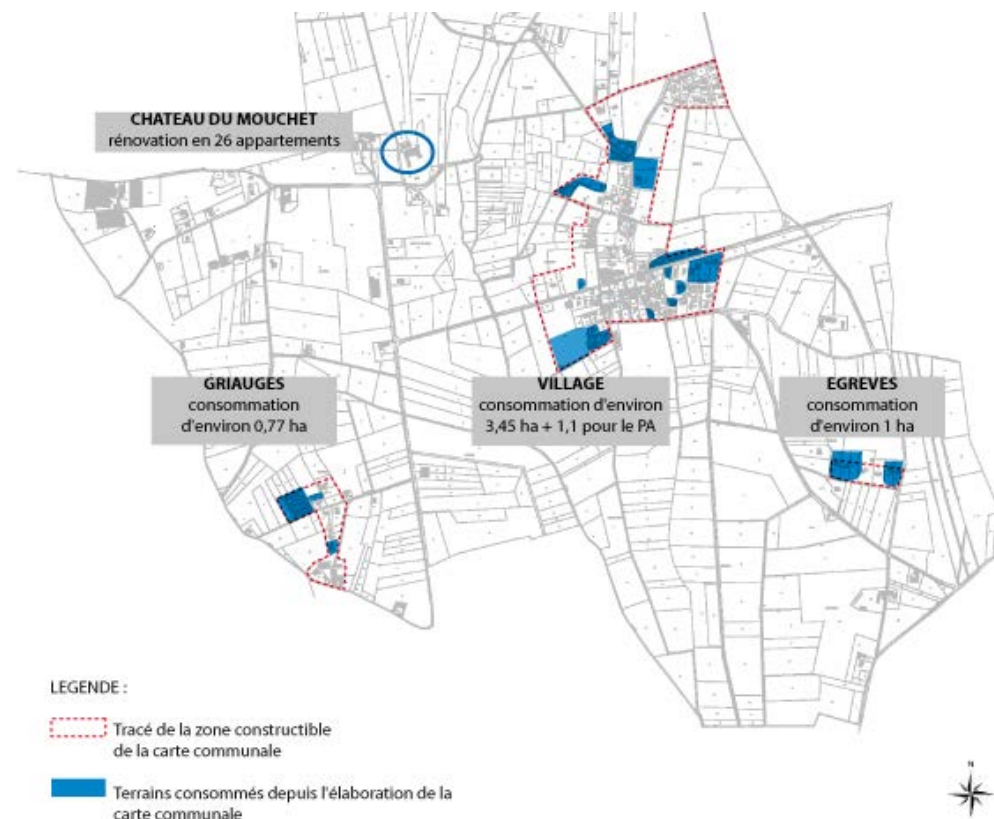 CHATEAU DU MOUCHET
rénovation en 26 appartements
GRIAUGES
consommation
d'environ 0,77 ha
VILLAGE
consommation d'environ
3,45 ha + 1,1 pour le PA
EGREVES
consommation
d'environ 1 ha
LEGENDE :
Tracé de la zone constructible
de la carte communale
Terrains consommés depuis l'élaboration de la
carte communale
N